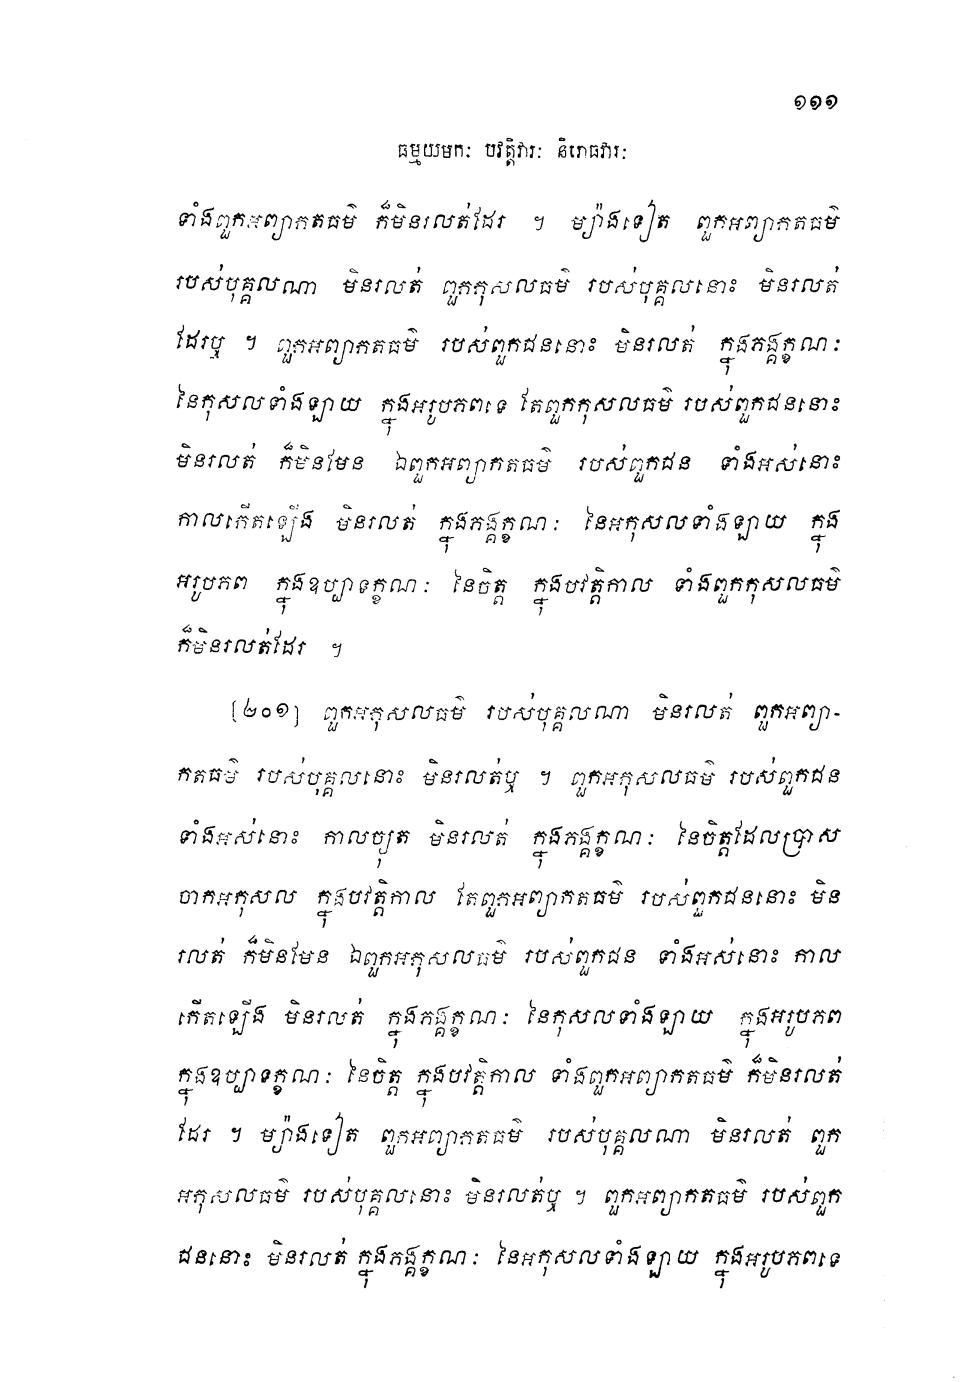 ១១១
ធម្មយមកៈ បវត្តិវារៈ និរោធវារៈ
ទាំងពួកអព្យាកតធម៌ ក៏មិនរលត់ដែរ ។ ម្យ៉ាងទៀត ពួកអព្យាកតធម៌
របស់បុគ្គលណា មិនរលត់ ពួកកុសលធម៌ របស់បុគ្គលនោះ មិនរលត់
ដែរឬ ។ ពួកអព្យាកតធម៌ របស់ពួកជននោះ មិនរលត់ ក្នុងភង្គក្ខណៈ
នៃកុសលទាំងឡាយ ក្នុងអរូបភពទេ តែពួកកុសលធម៌ របស់ពួកជននោះ
មិនរលត់ ក៏មិនមែន ឯពួកអព្យាកតធម៌ របស់ពួកជន ទាំងអស់នោះ
កាលកើតឡើង មិនរលត់ ក្នុងភង្គក្ខណៈ នៃអកុសលទាំងឡាយ ក្នុង
អរូបភព ក្នុងឧប្បាទក្ខណៈ នៃចិត្ត ក្នុងបវត្តិកាល ទាំងពួកកុសលធម៌
ក៏មិនរលត់ដែរ ។
[២០១] ពួកអកុសលធម៌ របស់បុគ្គលណា មិនរលត់ ពួកអព្យា-
កតធម៌ របស់បុគ្គលនោះ មិនរលត់ឬ ។ ពួកអកុសលធម៌ របស់ពួកជន
ទាំងអស់នោះ កាលច្យុត មិនរលត់ ក្នុងភង្គក្ខណៈ នៃចិត្តដែលប្រាស
ចាកអកុសល ក្នុងបវត្តិកាល តែពួកអព្យាកតធម៌ របស់ពួកជននោះ មិន
រលត់ ក៏មិនមែន ឯពួកអកុសលធម៌ របស់ពួកជន ទាំងអស់នោះ កាល
កើតឡើង មិនរលត់ ក្នុងភង្គក្ខណៈ នៃកុសលទាំងឡាយ ក្នុងអរូបភព
ក្នុងឧប្បាទក្ខណៈ នៃចិត្ត ក្នុងបវត្តិកាល ទាំងពួកអព្យាកតធម៌ ក៏មិនរលត់
ដែរ ។ ម្យ៉ាងទៀត ពួកអព្យាកតធម៌ របស់បុគ្គលណា មិនរលត់ ពួក
អកុសលធម៌ របស់បុគ្គលនោះ មិនរលត់ឬ ។ ពួកអព្យាកតធម៌ របស់ពួក
ជននោះ មិនរលត់ ក្នុងភង្គក្ខណៈ នៃអកុសលទាំងឡាយ ក្នុងអរូបភពទេ